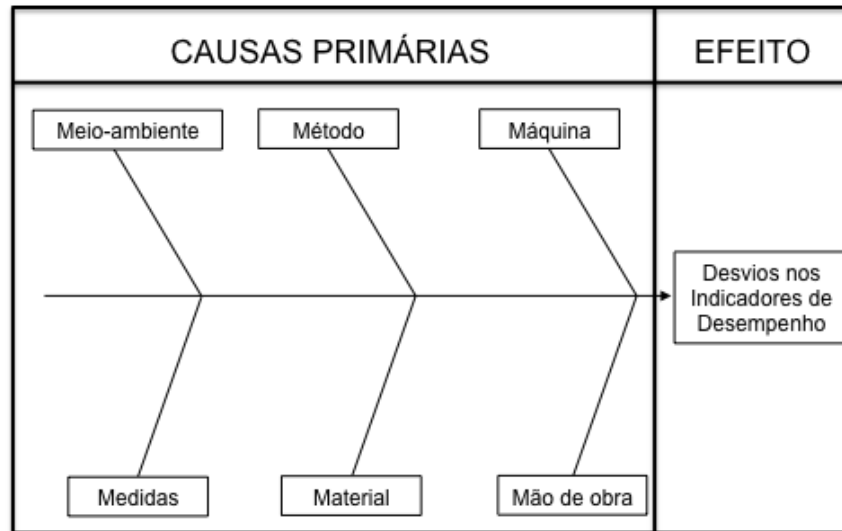 CAUSAS PRIMÁRIAS
EFEITO
Meio-ambiente
Método
Máquina
Desvios nos
Indicadores de
Desempenho
Medidas
Material
Mão de obra